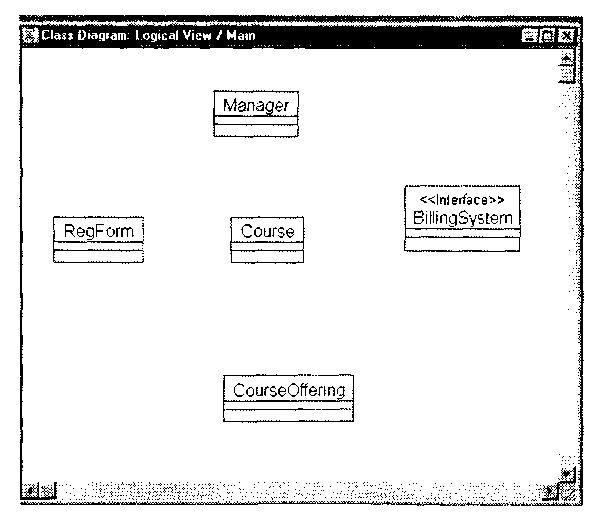 Class Diagram: Logical View / Main
Manager
<<Interface>>
BillingSystem
RegForm
Course
CourseOffering